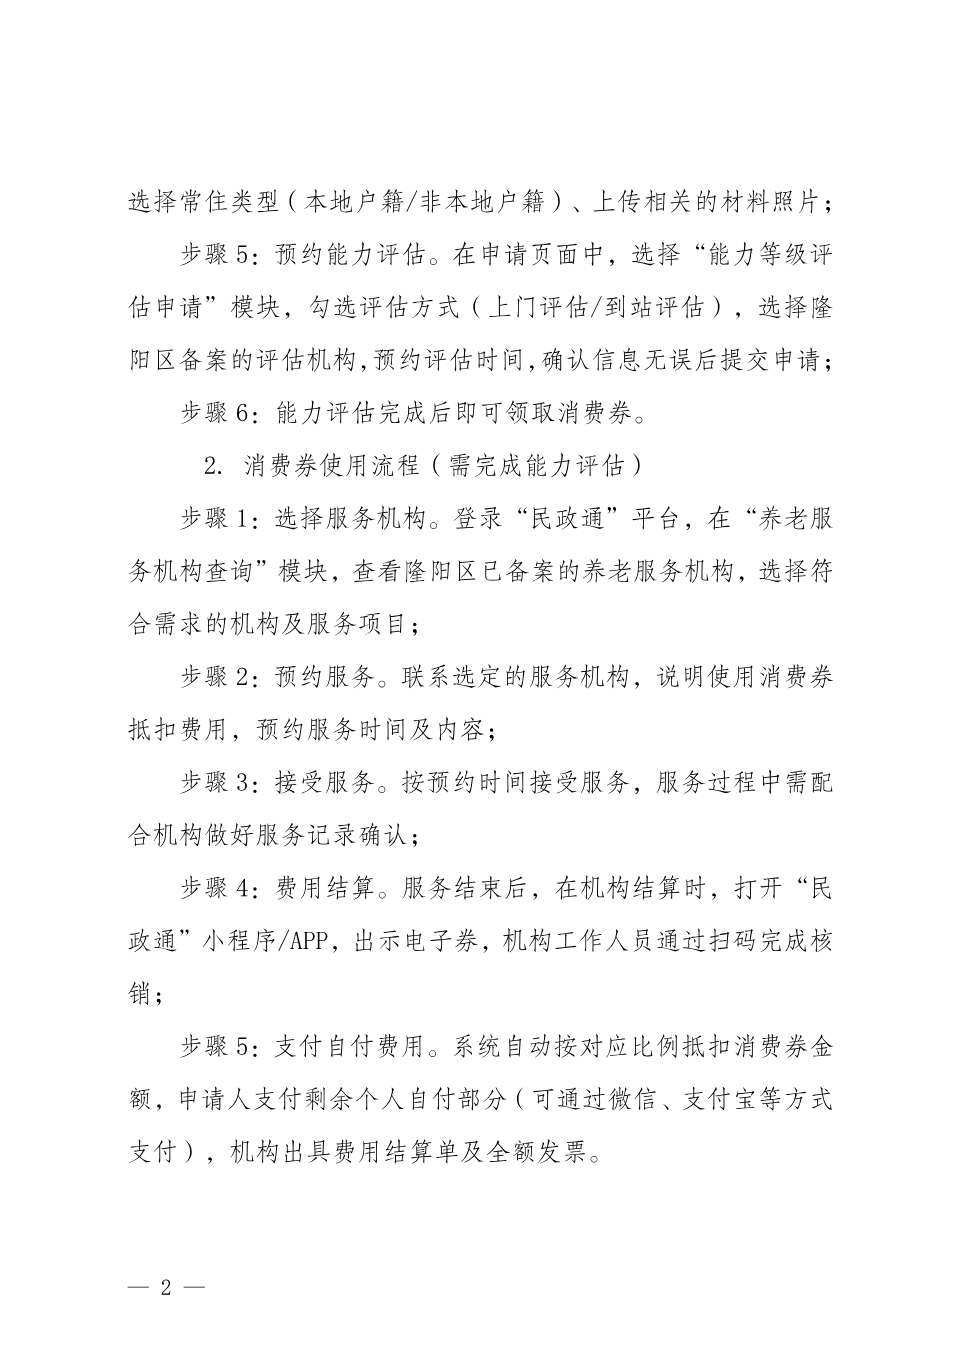 选择常住类型（本地户籍/非本地户籍）、上传相关的材料照片；
步骤 5：预约能力评估。在申请页面中，选择“能力等级评
估申请”模块，勾选评估方式（上门评估/到站评估），选择隆
阳区备案的评估机构,预约评估时间,确认信息无误后提交申请；
步骤 6：能力评估完成后即可领取消费券。
2. 消费券使用流程（需完成能力评估）
步骤 1：选择服务机构。登录“民政通”平台，在“养老服
务机构查询”模块，查看隆阳区已备案的养老服务机构，选择符
合需求的机构及服务项目；
步骤 2：预约服务。联系选定的服务机构，说明使用消费券
抵扣费用，预约服务时间及内容；
步骤 3：接受服务。按预约时间接受服务，服务过程中需配
合机构做好服务记录确认；
步骤 4：费用结算。服务结束后，在机构结算时，打开“民
政通”小程序/APP，出示电子券，机构工作人员通过扫码完成核
销；
步骤 5：支付自付费用。系统自动按对应比例抵扣消费券金
额，申请人支付剩余个人自付部分（可通过微信、支付宝等方式
支付），机构出具费用结算单及全额发票。
— 2 —